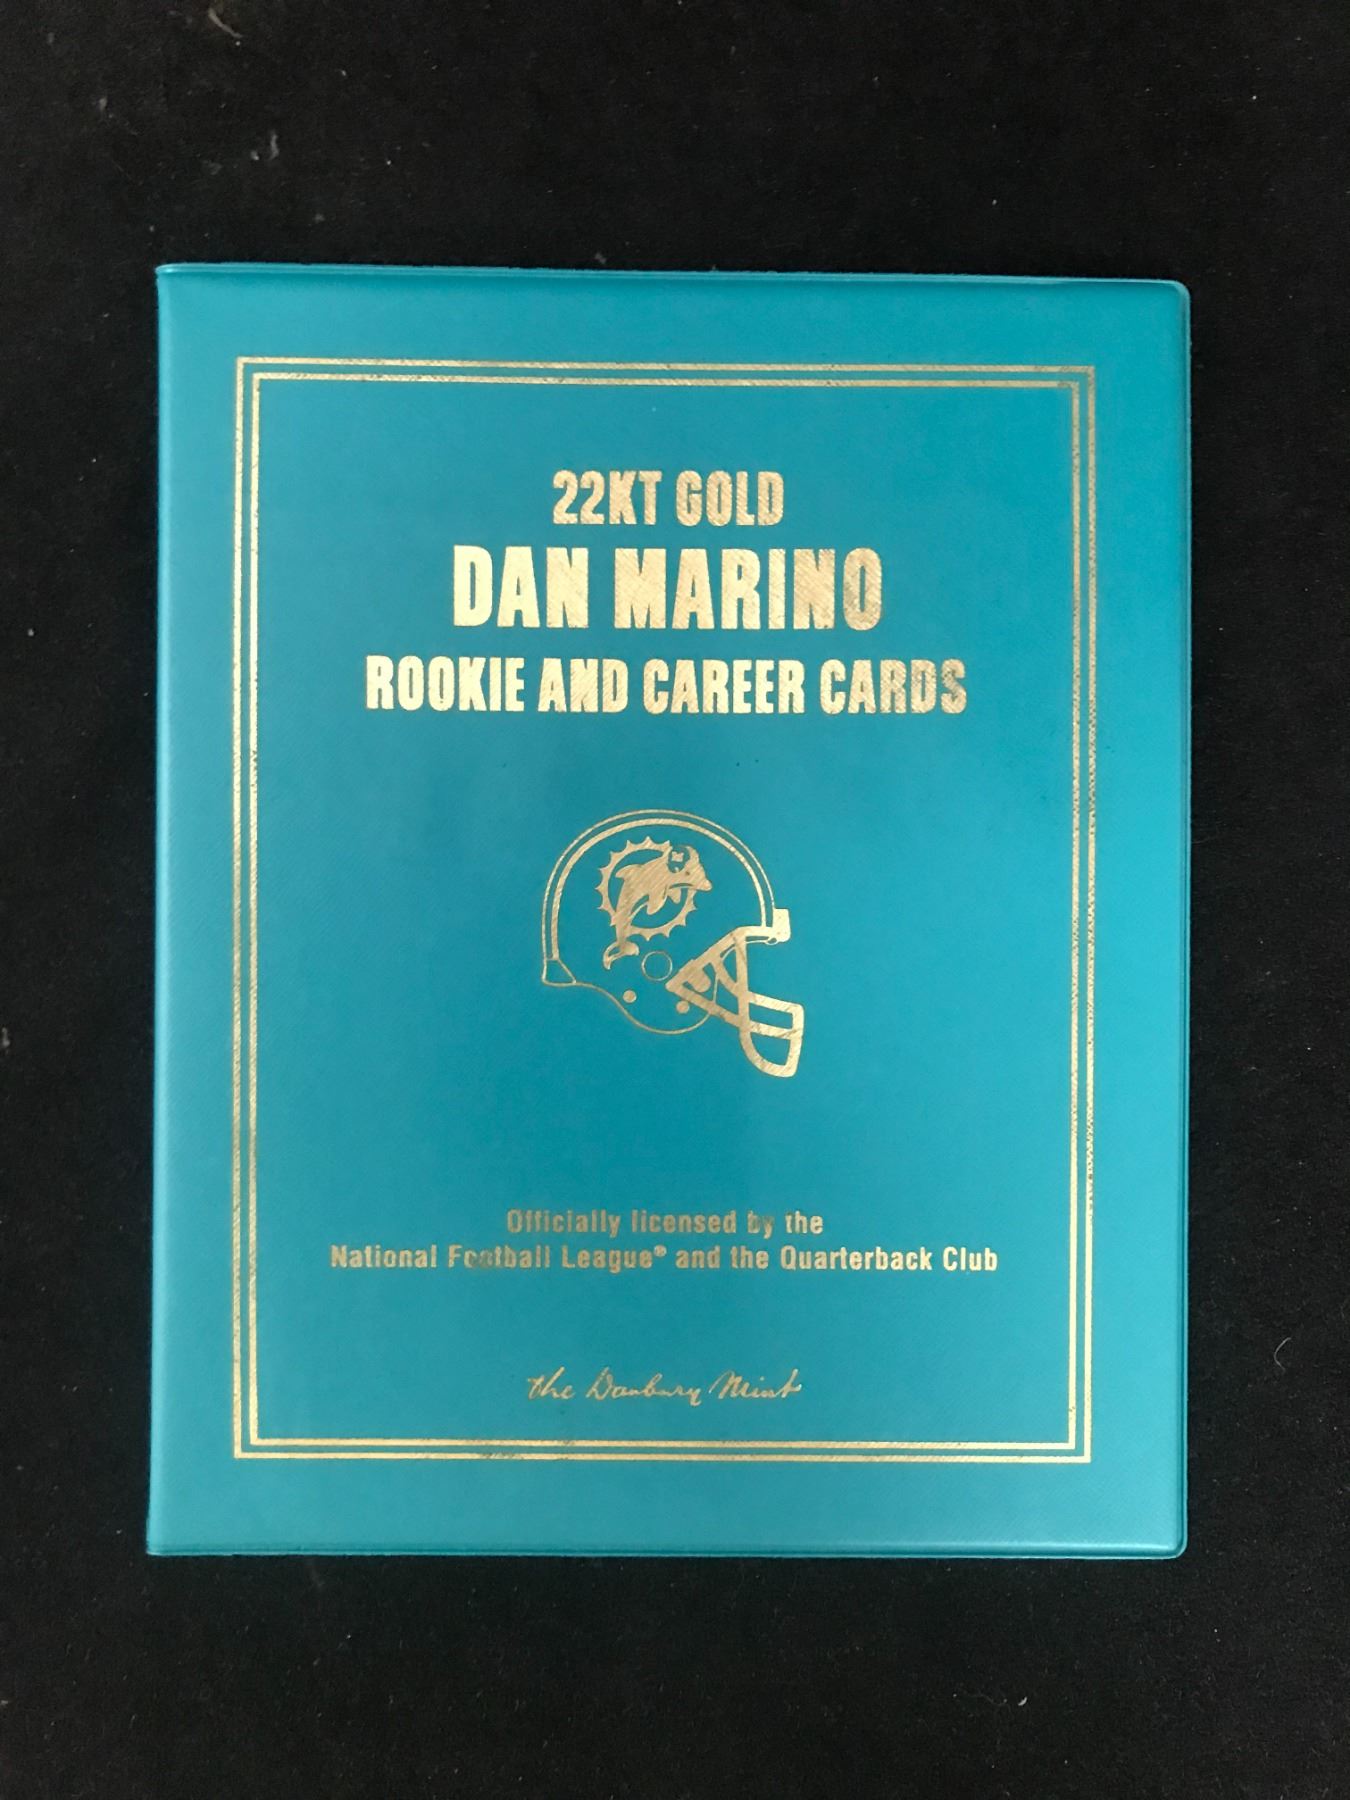 22KT GOLD
DAN MARINO
ROOKIE AND CAREER CARDS
Officially licensed by the
National Football League® and the Quarterback Club
the Danbury Mint